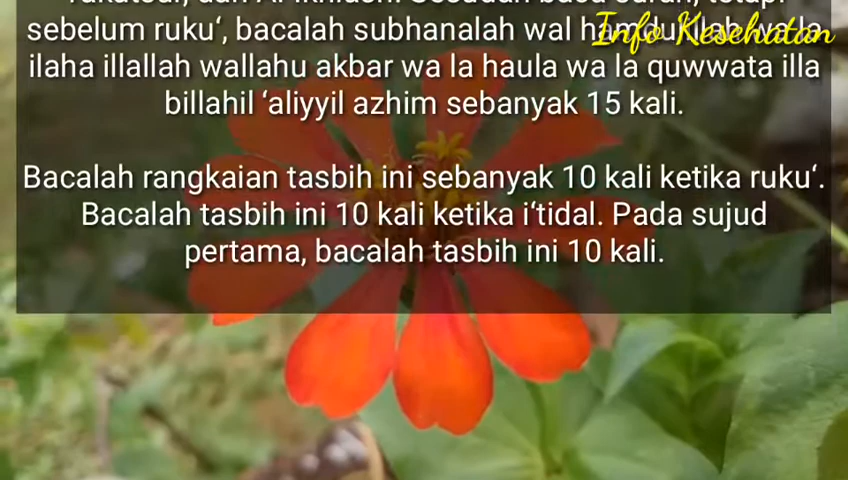 sebelum ruku‘, bacalah subhanalah wal
ilaha illallah wallahu akbar wa la haula wa la quwwata illa
billahil ‘aliyyil azhim sebanyak 15 kali.
Bacalah rangkaian tasbih ini sebanyak 10 kali ketika ruku‘.
Bacalah tasbih ini 10 kali ketika i‘tidal. Pada sujud
pertama, bacalah tasbih ini 10 kali.
Info Kesehatan